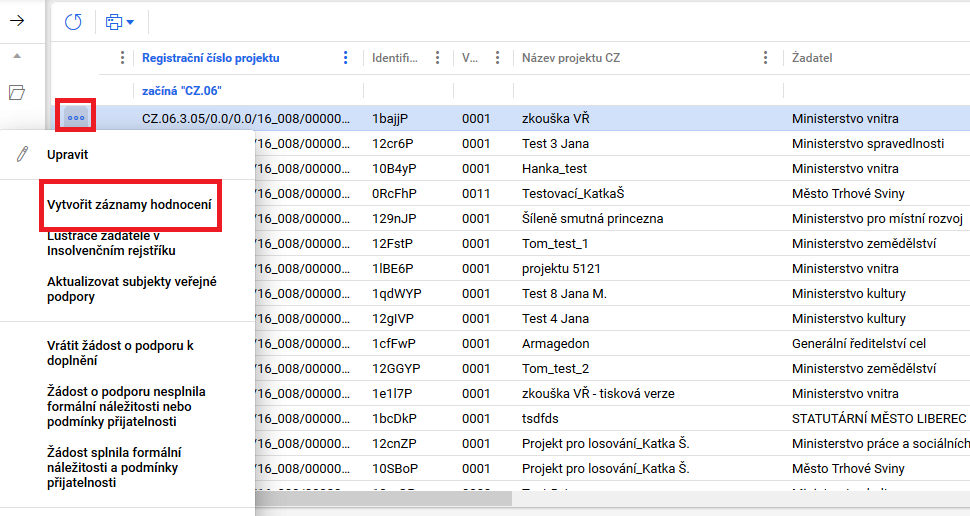 Registrační číslo projektu Identifi... V... Název projektu CZ Žadatel
začíná "CZ.06"
CZ.06.3.05/0.0/0.0/16_008/00000... 1bajjP 0001 zkouška VŘ Ministerstvo vnitra
/16_008/00000... 12cr6P 0001 Test 3 Jana Ministerstvo spravedlnosti
Upravit
/16_008/00000... 10B4yP 0001 Hanka_test Ministerstvo vnitra
/16_008/00000... 0RcFhP 0011 Testovací_KatkaŠ Město Trhové Sviny
Vytvořit záznamy hodnocení
/16_008/00000... 129nJP 0001 Šíleně smutná princezna Ministerstvo pro místní rozvoj
Lustrace žadatele v
Insolvenčním rejstříku
/16_008/00000... 12FstP 0001 Tom_test_1 Ministerstvo zemědělství
/16_008/00000... 1lBE6P 0001 projektu 5121 Ministerstvo vnitra
Aktualizovat subjekty veřejné
podpory
/16_008/00000... 1qdWYP 0001 Test 8 Jana M. Ministerstvo kultury
/16_008/00000... 12gIVP 0001 Test 4 Jana Ministerstvo kultury
Vrátit žádost o podporu k
doplnění
/16_008/00000... 1cfFwP 0001 Armagedon Generální ředitelství cel
/16_008/00000... 12GGYP 0001 Tom_test_2 Ministerstvo zemědělství
Žádost o podporu nesplnila
formální náležitosti nebo
podmínky přijatelnosti
/16_008/00000... 1e1l7P 0001 zkouška VŘ - tisková verze Ministerstvo vnitra
/16_008/00000... 1bcDkP 0001 tsdfds STATUTÁRNÍ MĚSTO LIBEREC
/16_008/00000... 12cnZP 0001 Projekt pro losování_Katka Š. Ministerstvo práce a sociálních
Žádost splnila formální
náležitosti a podmínky
přijatelnosti
/16_008/00000... 10SBoP 0001 Projekt pro losování_Katka Š. Město Trhové Sviny